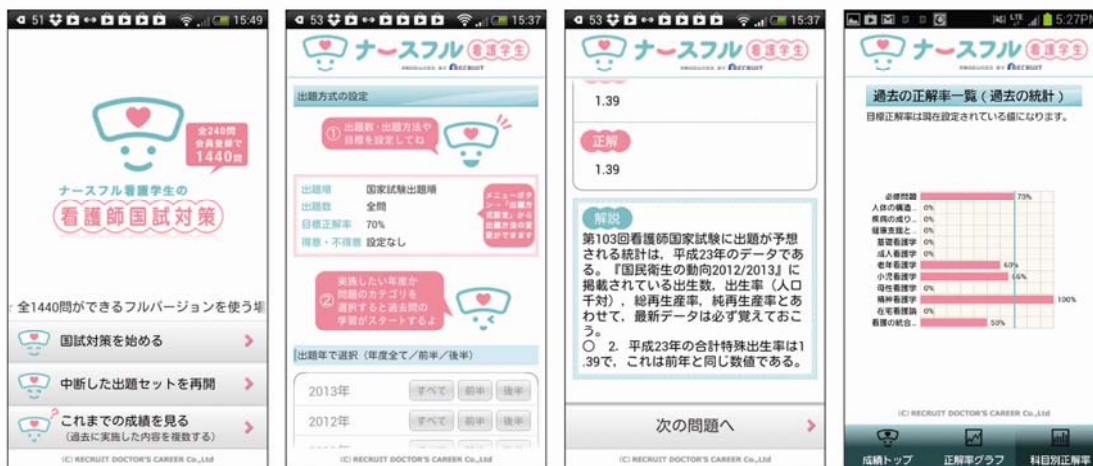 51 15:49
全240問
会員登録で
1440問
ナースフル看護学生の
看護師国試対策
全1440問ができるフルバージョンを使う場
国試対策を始める
中断した出題セットを再開
これまでの成績を見る
(過去に実施した内容を複数する)
(C) RECRUIT DOCTOR'S CAREER Co.,Ltd
53 15:37
ナースフル 看護学生
PRODUCED BY RECRUIT
出題方式の設定
① 出題数・出題方法や
目標を設定してね
出題順 国家試験出題順
出題数 全問
目標正解率 70%
得意・不得意 設定なし
メニューボタ
ン→「出題方
式設定」から
出題方法の変
更ができます
② 実施したい年度か
問題のカテゴリを
選択すると過去問の
学習がスタートするよ
出題年で選択(年度全て/前半/後半)
2013年 すべて 前半 後半
2012年 すべて 前半 後半
(C) RECRUIT DOCTOR'S CAREER Co.,Ltd
53 15:37
ナースフル 看護学生
PRODUCED BY RECRUIT
1.39
正解
1.39
解説
第103回看護師国家試験に出題が予想
される統計は、平成23年のデータであ
る。『国民衛生の動向2012/2013』に
掲載されている出生数、出生率(人口
千対)、総再生産率、純再生産率とあ
わせて、最新データは必ず覚えておこ
う。
○ 2. 平成23年の合計特殊出生率は1
.39で、これは前年と同じ数値である。
次の問題へ
(C) RECRUIT DOCTOR'S CAREER Co.,Ltd
LTE 5:27PM
ナースフル 看護学生
PRODUCED BY RECRUIT
過去の正解率一覧(過去の統計)
目標正解率は現在設定されている値になります。
必修問題 73%
人体の構造… 0%
疾病の成り… 0%
健康支援と… 0%
基礎看護学 0%
成人看護学 0%
老年看護学 60%
小児看護学 66%
母性看護学 0%
精神看護学 100%
在宅看護論 0%
看護の統合… 50%
(C) RECRUIT DOCTOR'S CAREER Co.,Ltd
成績トップ 正解率グラフ 科目別正解率